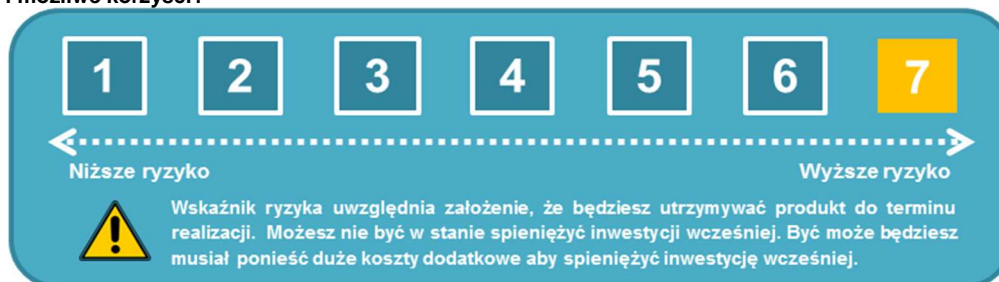 i możliwe korzyści?
1 2 3 4 5 6 7
Niższe ryzyko Wyższe ryzyko
Wskaźnik ryzyka uwzględnia założenie, że będziesz utrzymywać produkt do terminu
realizacji. Możesz nie być w stanie spieniężyć inwestycji wcześniej. Być może będziesz
musiał ponieść duże koszty dodatkowe aby spieniężyć inwestycję wcześniej.